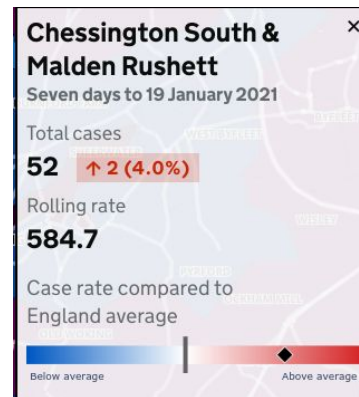 Chessington South &
Malden Rushett
Seven days to 19 January 2021
Total cases
52 ↑ 2 (4.0%)
Rolling rate
584.7
Case rate compared to
England average
Below average Above average